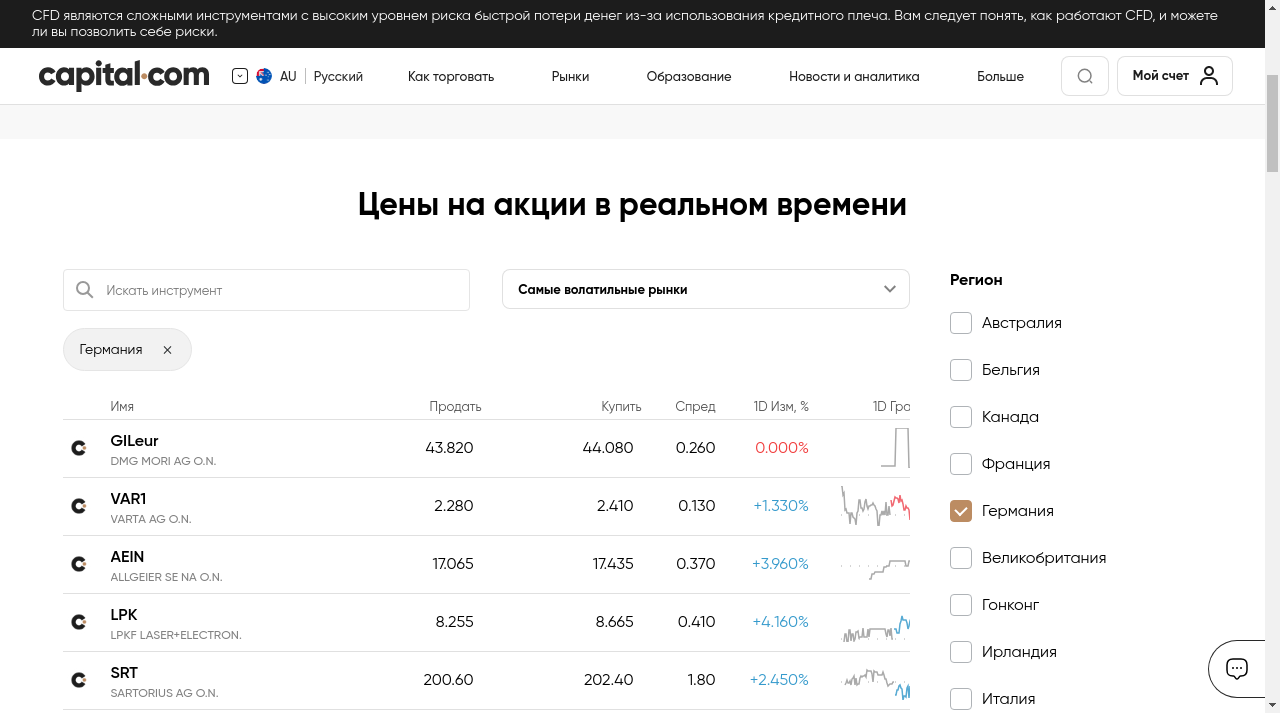 CFD являются сложными инструментами с высоким уровнем риска быстрой потери денег из-за использования кредитного плеча. Вам следует понять, как работают CFD, и можете
ли вы позволить себе риски.
capital.com
AU Русский Как торговать Рынки Образование Новости и аналитика Больше Мой счет
Цены на акции в реальном времени
Искать инструмент
Самые волатильные рынки
Германия
Имя Продать Купить Спред 1D Изм, % 1D Гра
GILeur 43.820 44.080 0.260 0.000%
DMG MORI AG O.N.
VAR1 2.280 2.410 0.130 +1.330%
VARTA AG O.N.
AEIN 17.065 17.435 0.370 +3.960%
ALLGEIER SE NA O.N.
LPK 8.255 8.665 0.410 +4.160%
LPKF LASER+ELECTRON.
SRT 200.60 202.40 1.80 +2.450%
SARTORIUS AG O.N.
Регион
Австралия
Бельгия
Канада
Франция
Германия
Великобритания
Гонконг
Ирландия
Италия